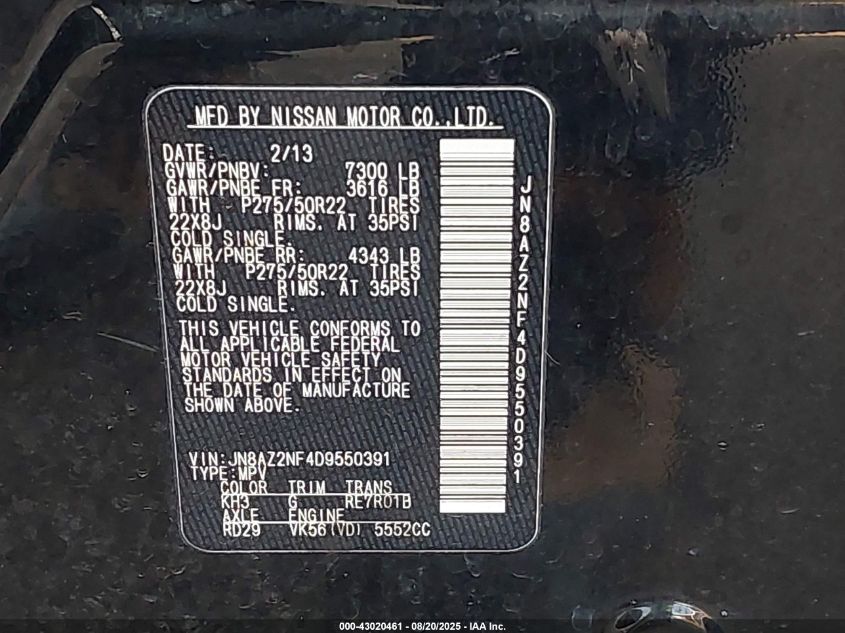 MFD BY NISSAN MOTOR CO.,LTD.
DATE: 2/13
GVWR/PNBV: 7300 LB
GAWR/PNBE FR: 3616 LB
WITH P275/50R22 TIRES
22X8J RIMS. AT 35PSI
COLD SINGLE.
GAWR/PNBE RR: 4343 LB
WITH P275/50R22 TIRES
22X8J RIMS. AT 35PSI
COLD SINGLE.
THIS VEHICLE CONFORMS TO
ALL APPLICABLE FEDERAL
MOTOR VEHICLE SAFETY
STANDARDS IN EFFECT ON
THE DATE OF MANUFACTURE
SHOWN ABOVE.
VIN:JN8AZ2NF4D9550391
TYPE:MPV
COLOR TRIM TRANS
KH3 G RE7R01B
AXLE ENGINE
RD29 VK56(VD) 5552CC
JN8AZ2NF4D9550391
000-43020461 - 08/20/2025 - IAA Inc.